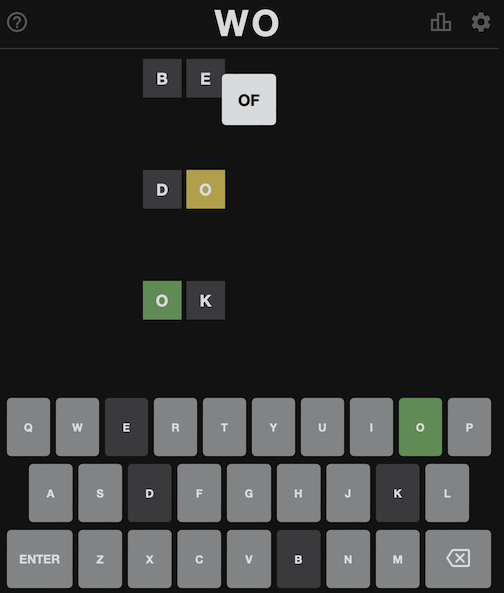 WO
B E
OF
D O
O K
Q W E R T Y U I O P
A S D F G H J K L
ENTER Z X C V B N M